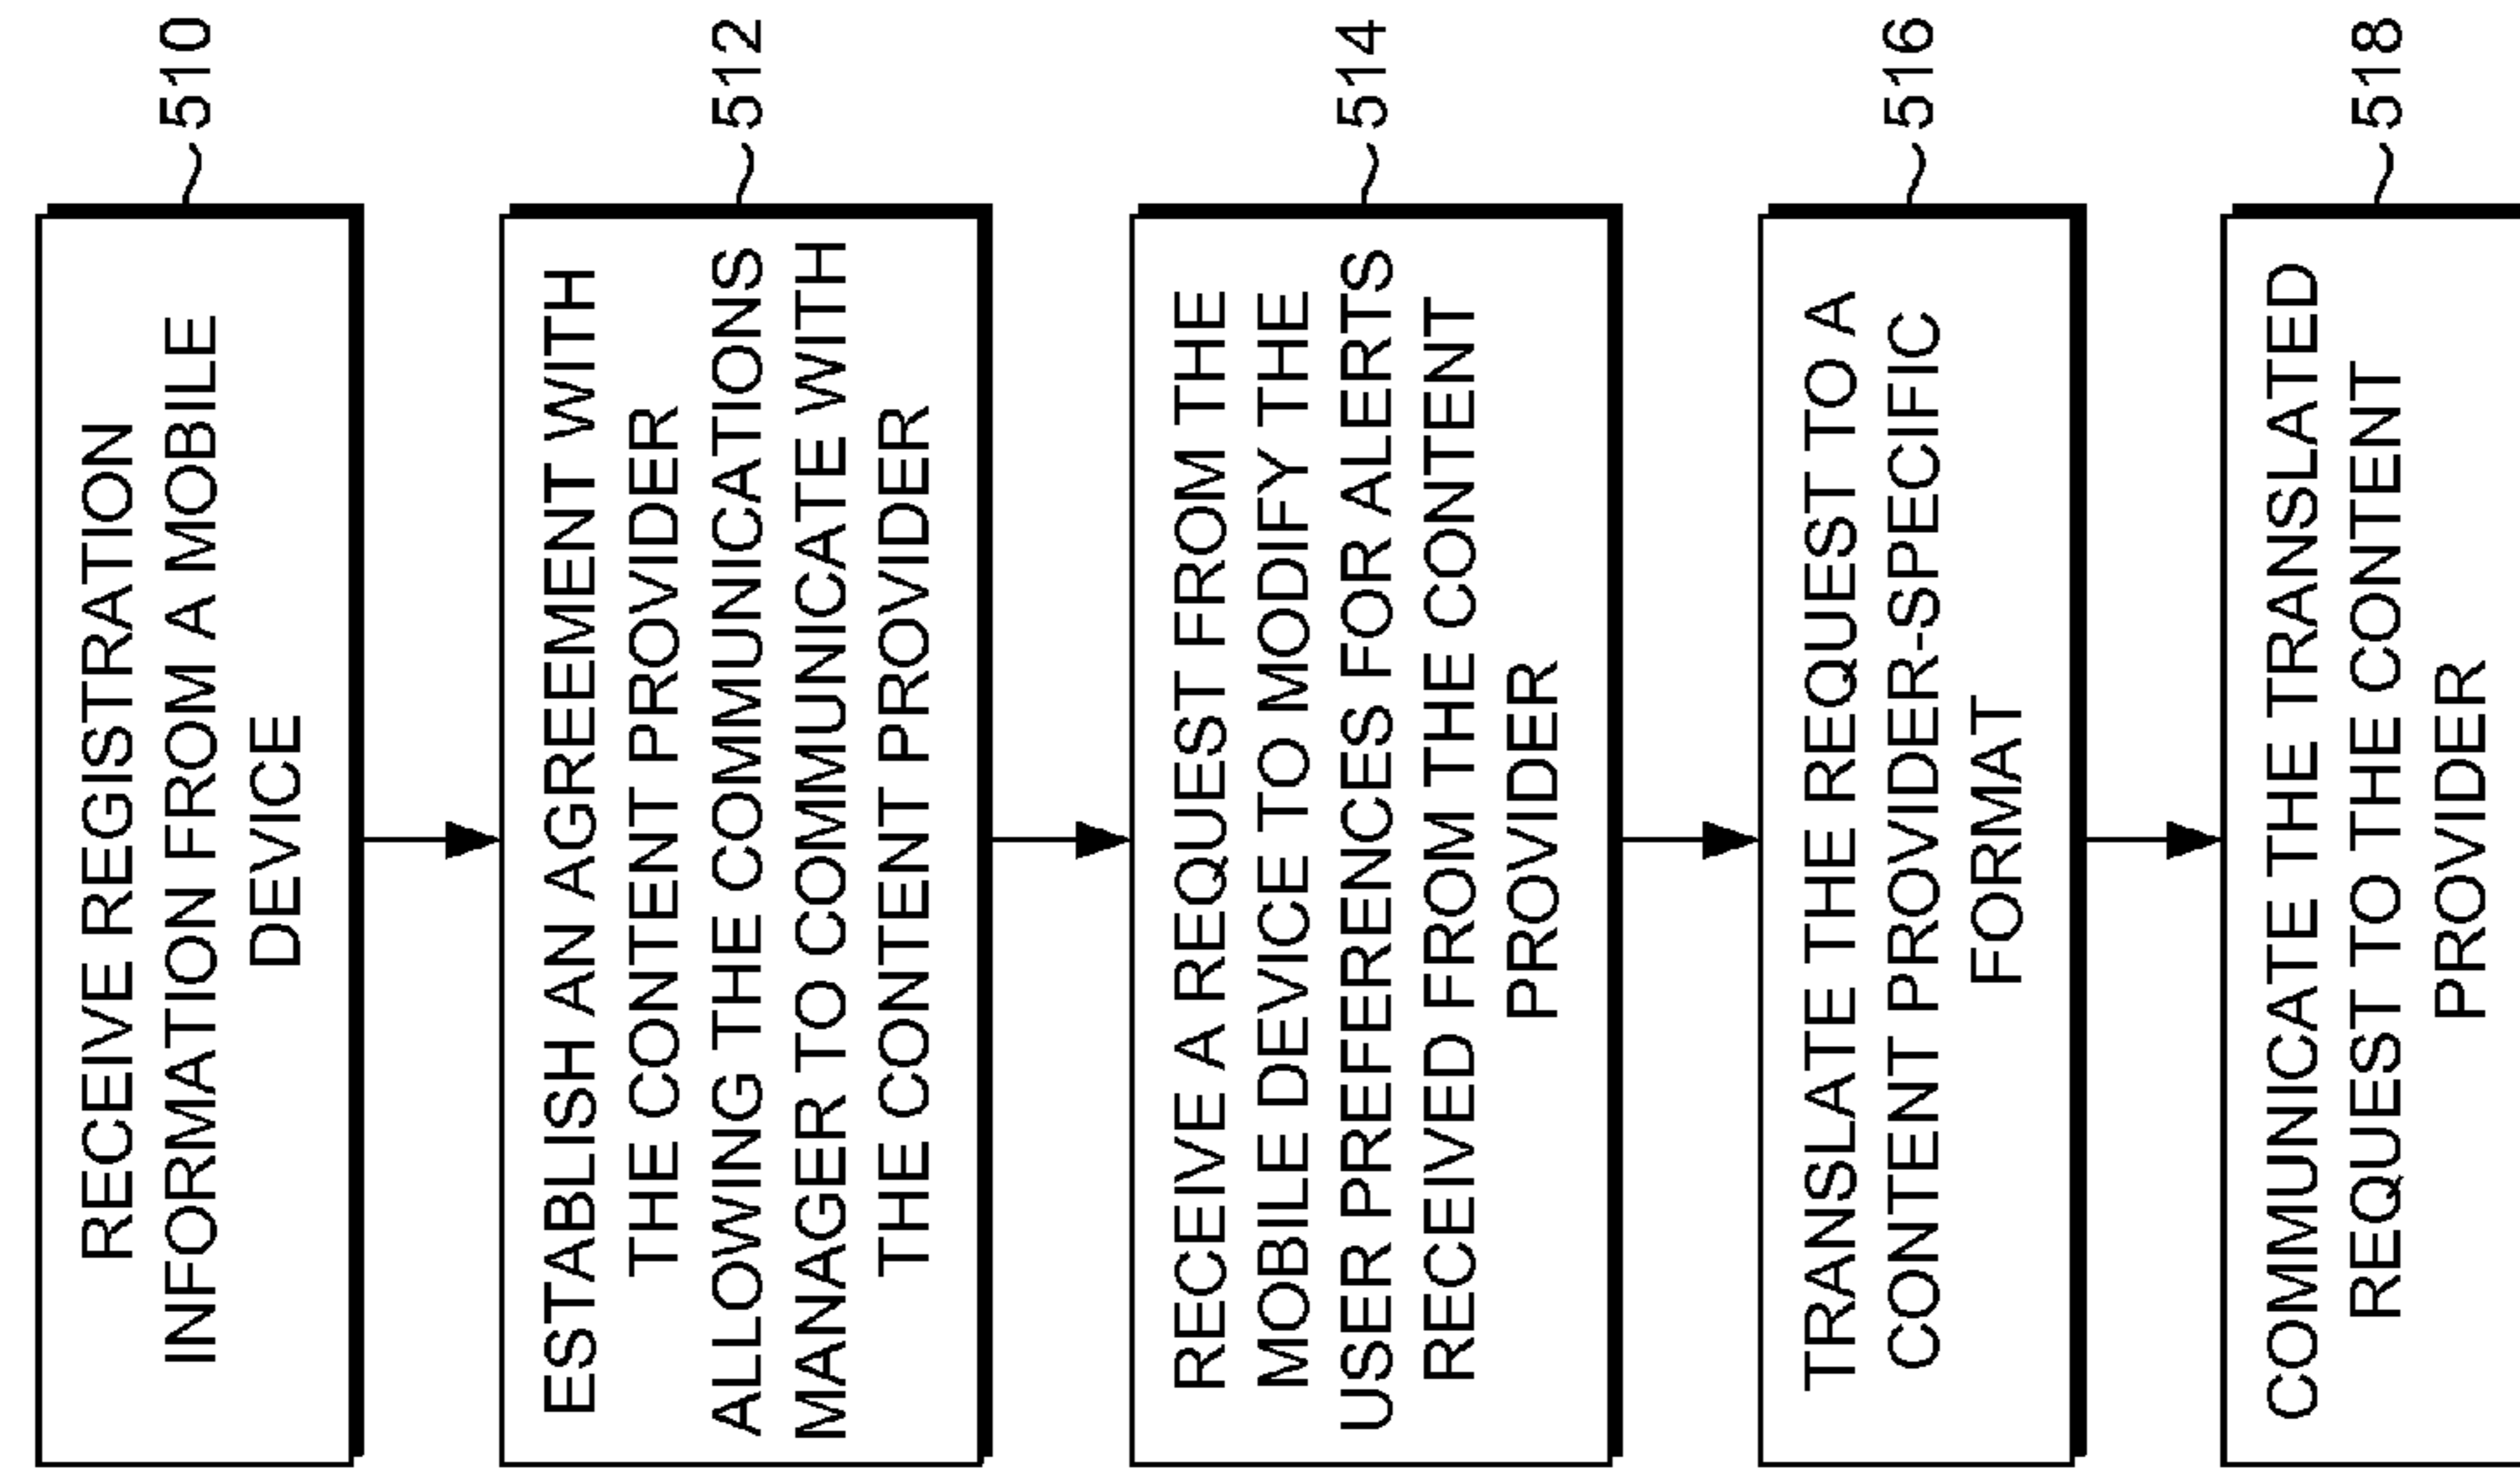 RECEIVE REGISTRATION
INFORMATION FROM A MOBILE
DEVICE
510
ESTABLISH AN AGREEMENT WITH
THE CONTENT PROVIDER
ALLOWING THE COMMUNICATIONS
MANAGER TO COMMUNICATE WITH
THE CONTENT PROVIDER
512
RECEIVE A REQUEST FROM THE
MOBILE DEVICE TO MODIFY THE
USER PREFERENCES FOR ALERTS
RECEIVED FROM THE CONTENT
PROVIDER
514
TRANSLATE THE REQUEST TO A
CONTENT PROVIDER-SPECIFIC
FORMAT
516
COMMUNICATE THE TRANSLATED
REQUEST TO THE CONTENT
PROVIDER
518